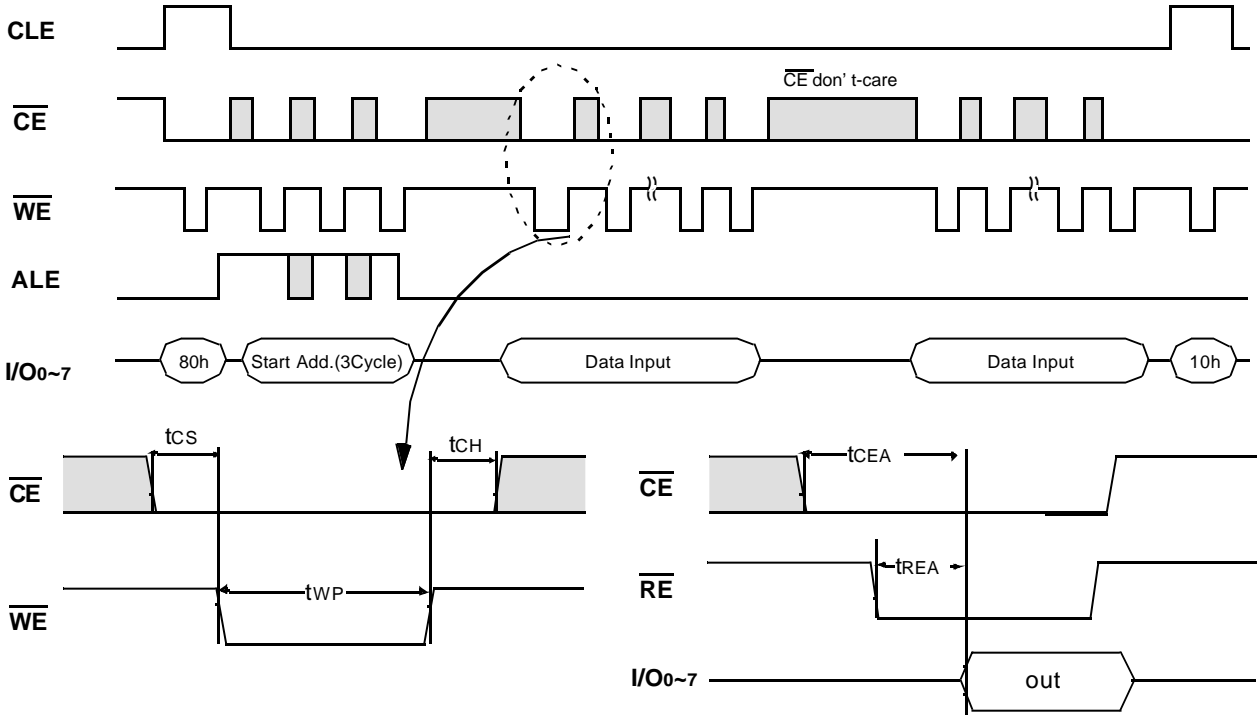 CLE
CE don' t-care
CE
WE
ALE
I/O0~7
80h
Start Add.(3Cycle)
Data Input
Data Input
10h
tCS
tCH
CE
tWP
WE
tCEA
CE
tREA
RE
I/O0~7
out